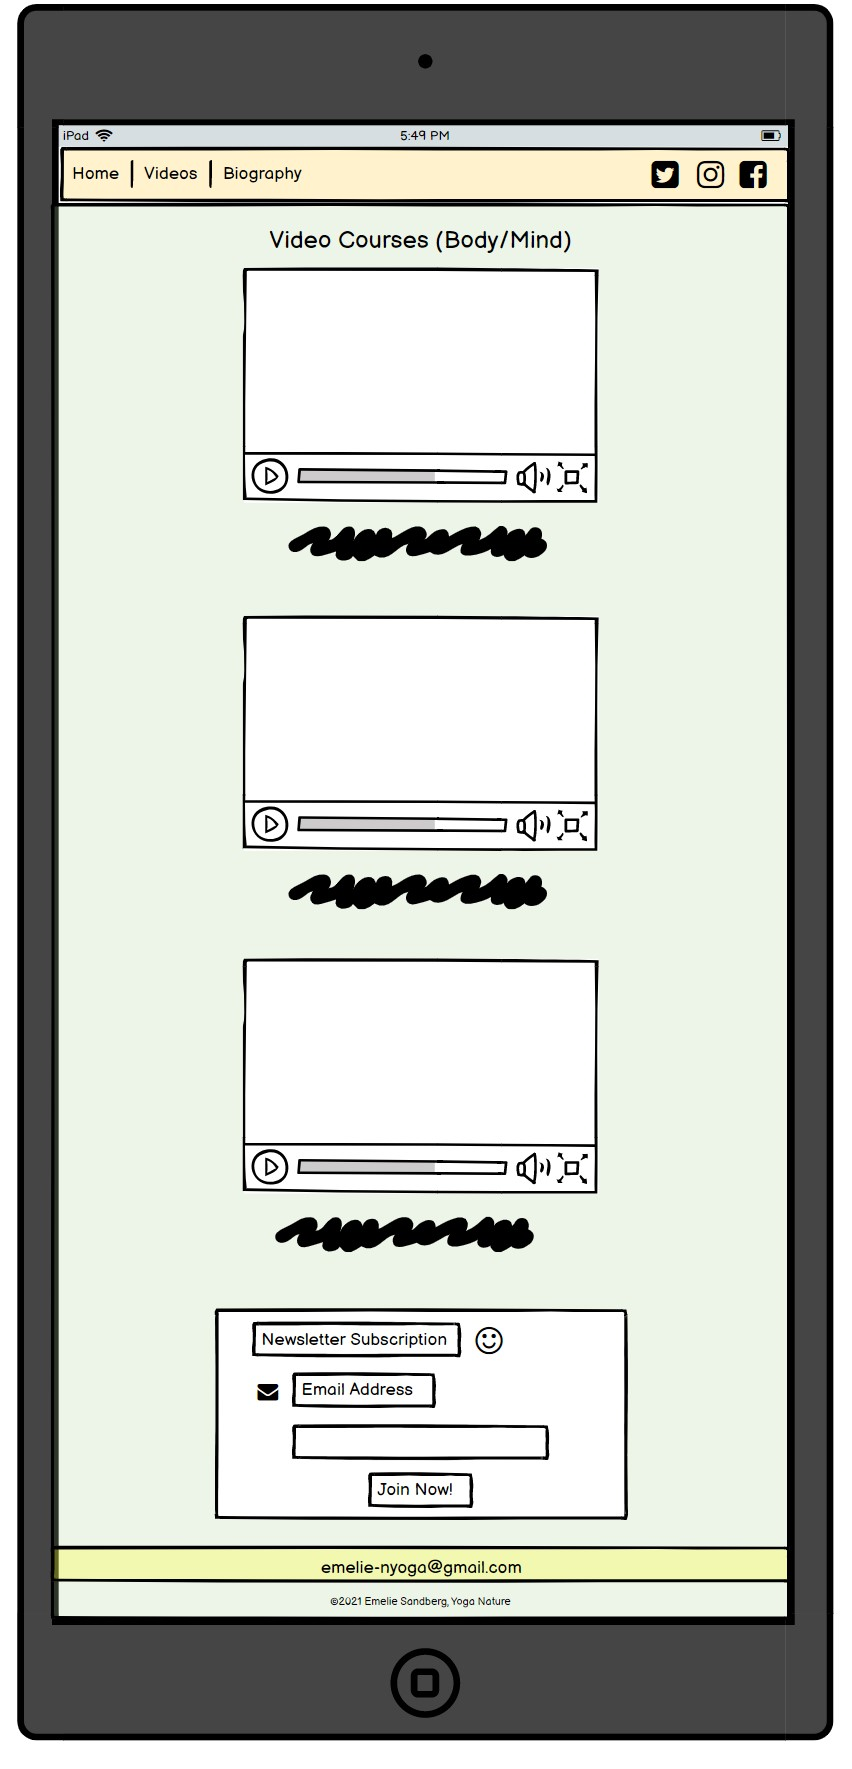 iPad 5:49 PM
Home Videos Biography
Video Courses (Body/Mind)
Newsletter Subscription
Email Address
Join Now!
emelie-nyoga@gmail.com
©2021 Emelie Sandberg, Yoga Nature